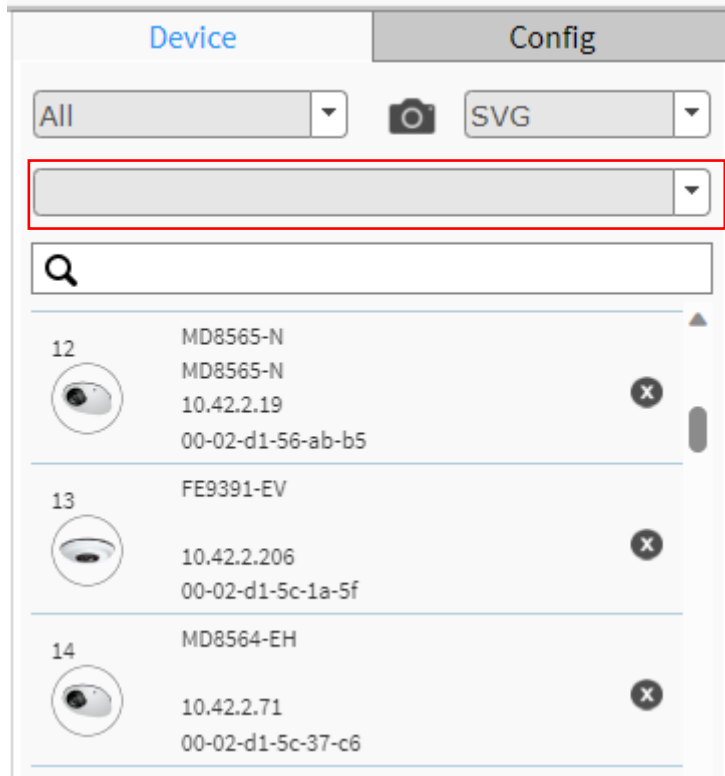 Device
Config
All
SVG
12
MD8565-N
MD8565-N
10.42.2.19
00-02-d1-56-ab-b5
13
FE9391-EV
10.42.2.206
00-02-d1-5c-1a-5f
14
MD8564-EH
10.42.2.71
00-02-d1-5c-37-c6